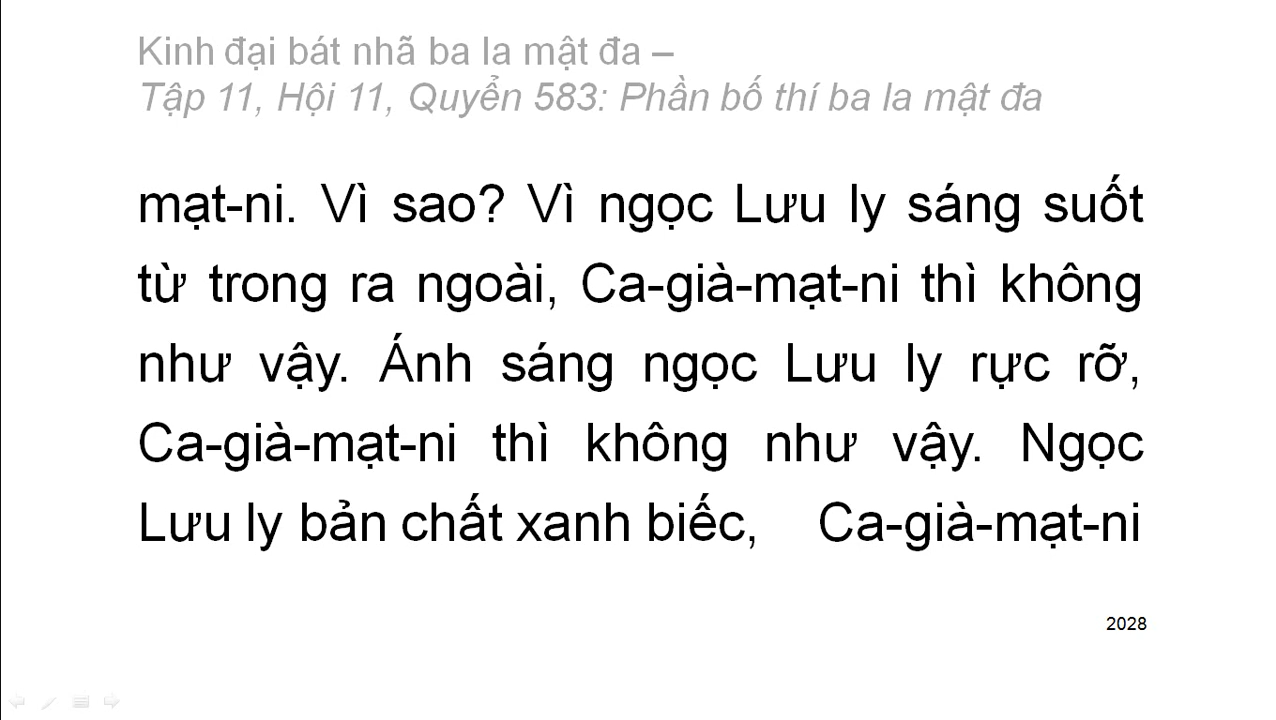 Kinh đại bát nhã ba la mật đa –
Tập 11, Hội 11, Quyển 583: Phần bố thí ba la mật đa
mạt-ni. Vì sao? Vì ngọc Lưu ly sáng suốt
từ trong ra ngoài, Ca-già-mạt-ni thì không
như vậy. Ánh sáng ngọc Lưu ly rực rỡ,
Ca-già-mạt-ni thì không như vậy. Ngọc
Lưu ly bản chất xanh biếc, Ca-già-mạt-ni
2028